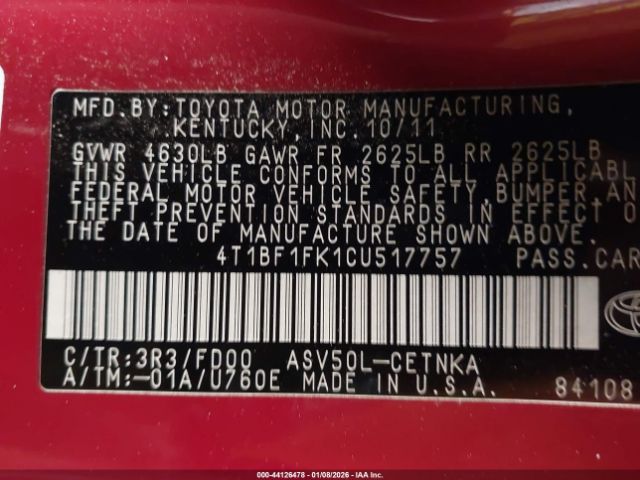 MFD.BY:TOYOTA MOTOR MANUFACTURING,
KENTUCKY, INC. 10/11
GVWR 4630LB GAWR FR 2625LB RR 2625LB
THIS VEHICLE CONFORMS TO ALL APPLICABL
FEDERAL MOTOR VEHICLE SAFETY, BUMPER, AN
THEFT PREVENTION STANDARDS IN EFFECT O
THE DATE OF MANUFACTURE SHOWN ABOVE.
4T1BF1FK1CU517757 PASS.CAR
C/TR:3R3/FD00 ASV50L-CETNKA
A/TM:-01A/U760E MADE IN U.S.A.
84108
000-44126478 - 01/08/2026 - IAA Inc.